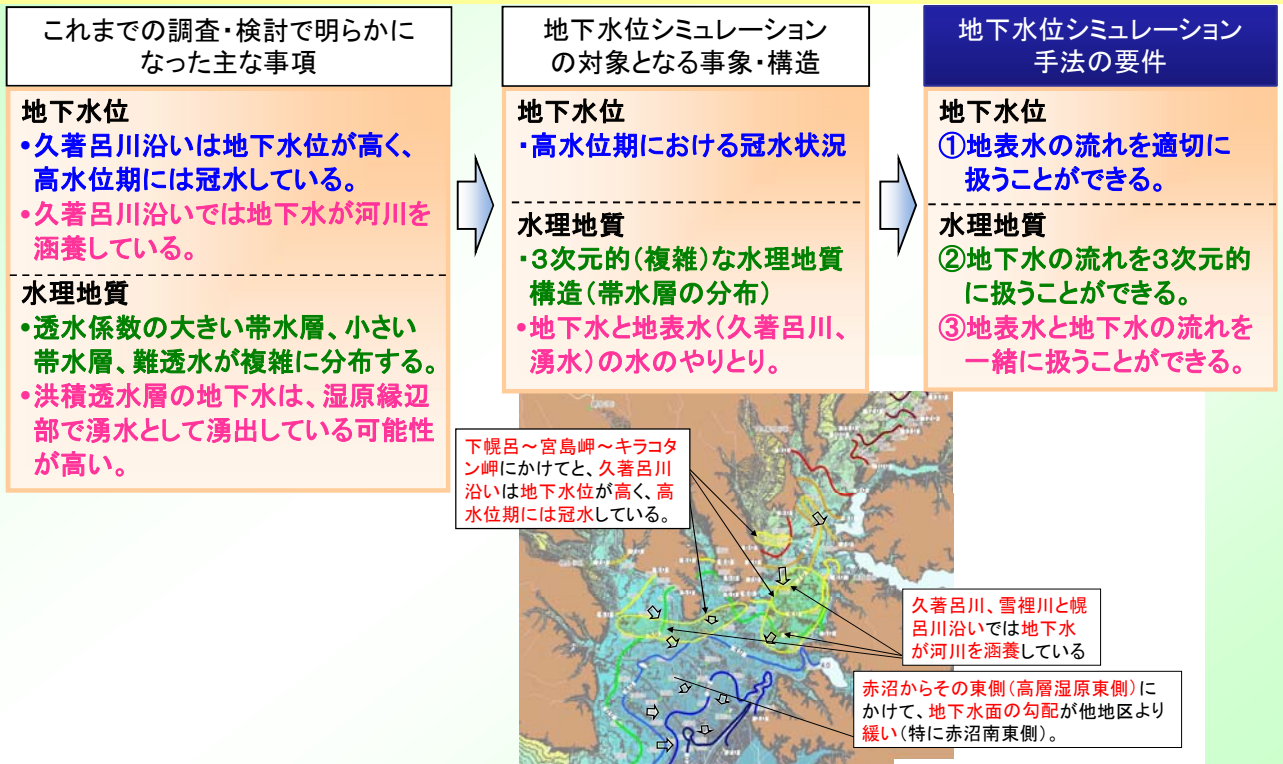 これまでの調査・検討で明らかに
なった主な事項
地下水位
•久著呂川沿いは地下水位が高く、
高水位期には冠水している。
•久著呂川沿いでは地下水が河川を
涵養している。
水理地質
•透水係数の大きい帯水層、小さい
帯水層、難透水が複雑に分布する。
•洪積透水層の地下水は、湿原縁辺
部で湧水として湧出している可能性
が高い。
地下水位シミュレーション
の対象となる事象・構造
地下水位
・高水位期における冠水状況
水理地質
・3次元的(複雑)な水理地質
構造(帯水層の分布)
•地下水と地表水(久著呂川、
湧水)の水のやりとり。
地下水位シミュレーション
手法の要件
地下水位
①地表水の流れを適切に
扱うことができる。
水理地質
②地下水の流れを3次元的
に扱うことができる。
③地表水と地下水の流れを
一緒に扱うことができる。
下幌呂~宮島岬~キラコタ
ン岬にかけてと、久著呂川
沿いは地下水位が高く、高
水位期には冠水している。
久著呂川、雪裡川と幌
呂川沿いでは地下水
が河川を涵養している
赤沼からその東側(高層湿原東側)に
かけて、地下水面の勾配が他地区より
緩い(特に赤沼南東側)。